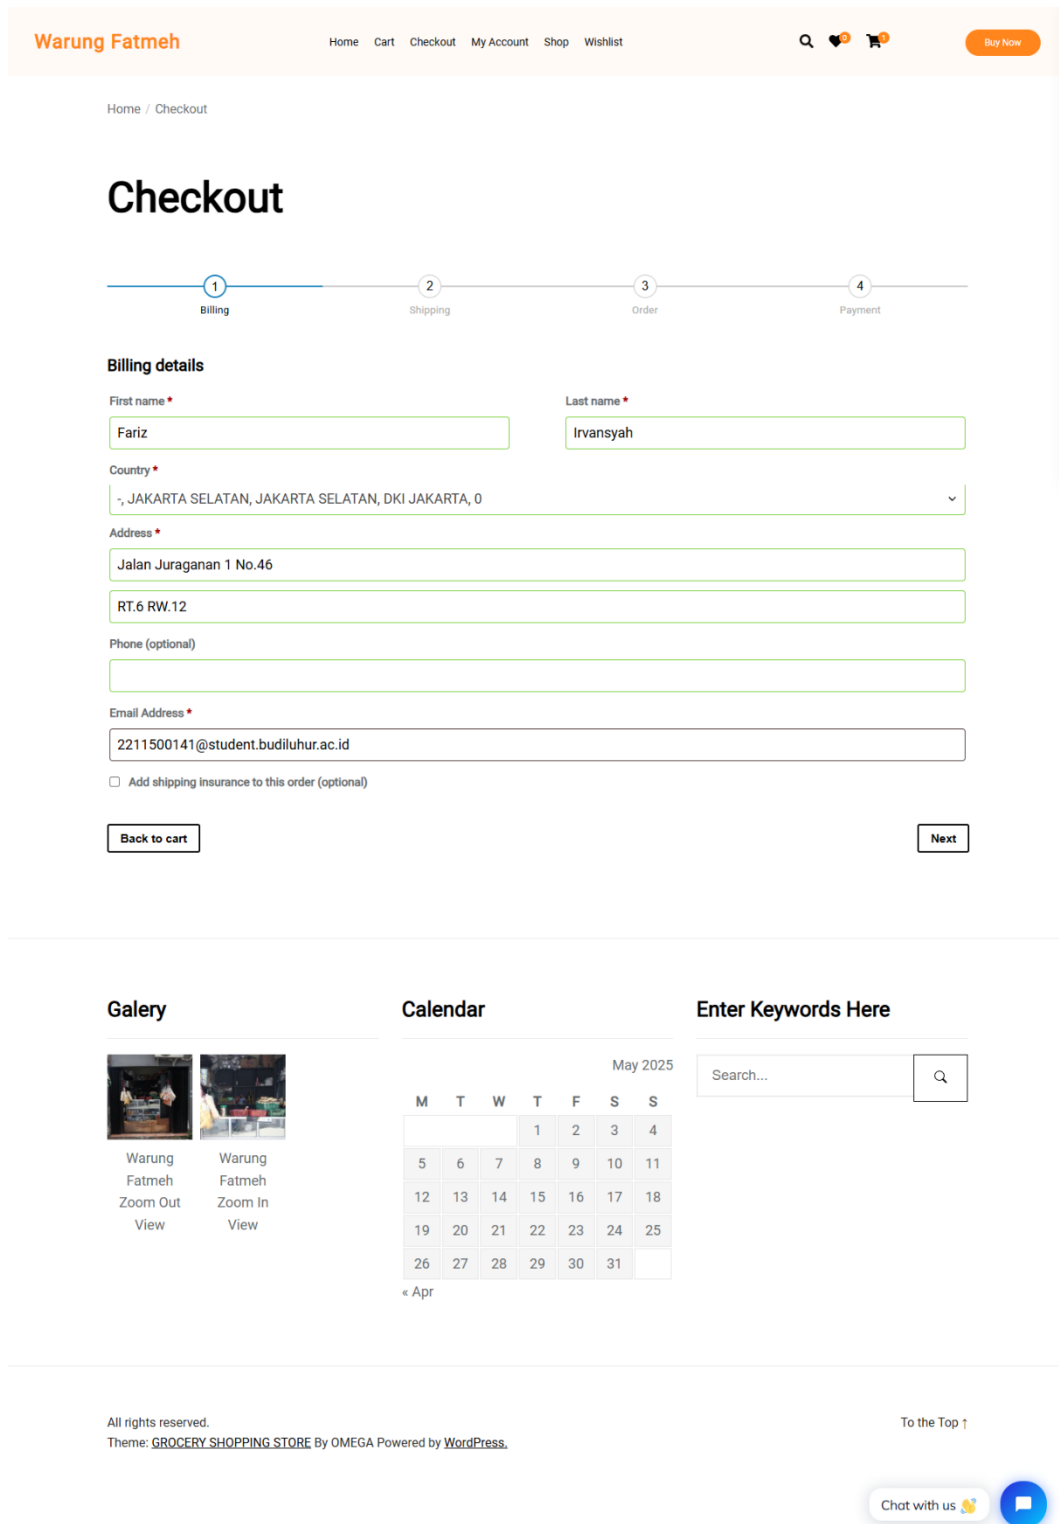 Warung Fatmeh
Home Cart Checkout My Account Shop Wishlist
0 1
Buy Now
Home / Checkout
Checkout
1 2 3 4
Billing Shipping Order Payment
Billing details
First name * Last name *
Fariz Irvansyah
Country *
-, JAKARTA SELATAN, JAKARTA SELATAN, DKI JAKARTA, 0
Address *
Jalan Juraganan 1 No.46
RT.6 RW.12
Phone (optional)
Email Address *
2211500141@student.budiluhur.ac.id
Add shipping insurance to this order (optional)
Back to cart Next
Galery
Warung
Fatmeh
Zoom Out
View
Warung
Fatmeh
Zoom In
View
Calendar
May 2025
M T W T F S S
1 2 3 4
5 6 7 8 9 10 11
12 13 14 15 16 17 18
19 20 21 22 23 24 25
26 27 28 29 30 31
« Apr
Enter Keywords Here
Search...
All rights reserved.
Theme: GROCERY SHOPPING STORE By OMEGA Powered by WordPress.
To the Top ↑
Chat with us 👋